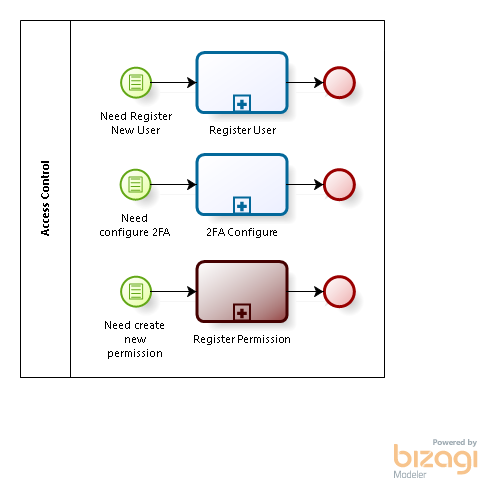 Access Control
Need Register
New User
Register User
Need
configure 2FA
2FA Configure
Need create
new
permission
Register Permission
Powered by
bizagi
Modeler